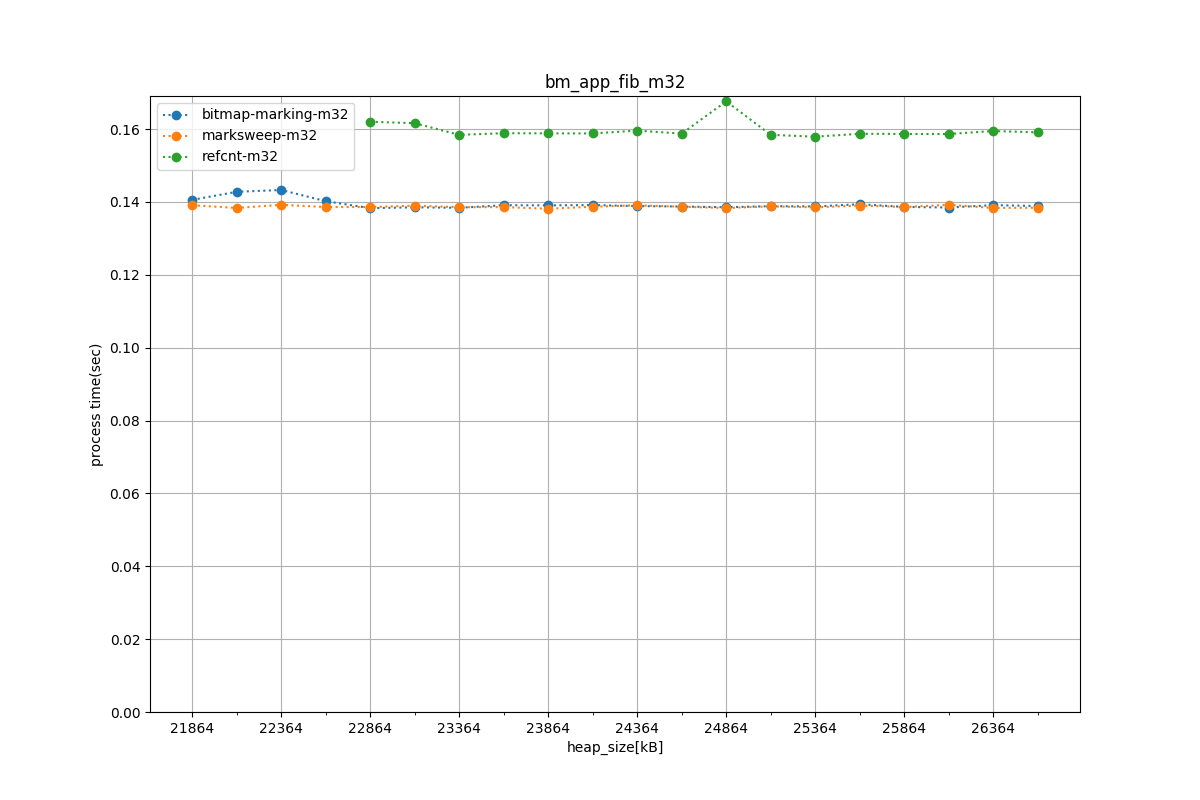 bm_app_fib_m32
bitmap-marking-m32
marksweep-m32
refcnt-m32
0.16
0.14
0.12
0.10
0.08
0.06
0.04
0.02
0.00
process time(sec)
21864 22364 22864 23364 23864 24364 24864 25364 25864 26364
heap_size[kB]